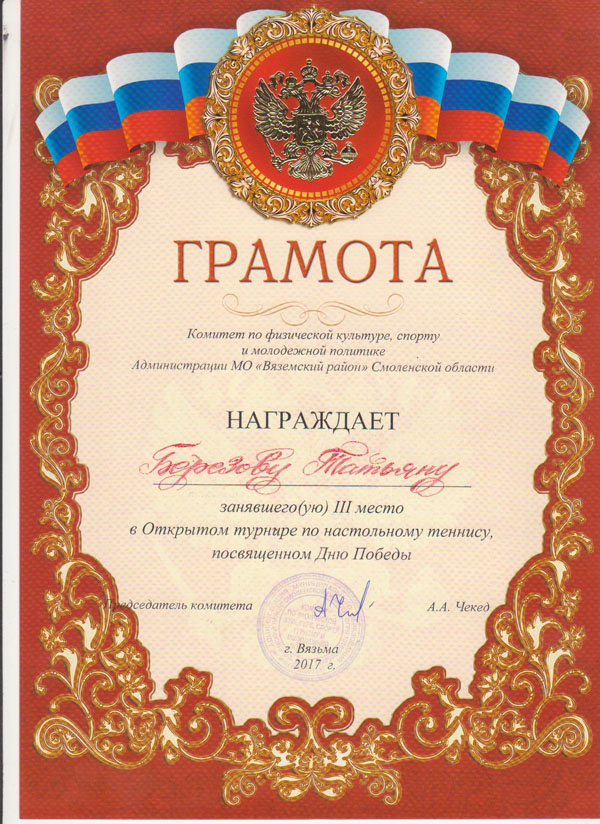 ГРАМОТА
Комитет по физической культуре, спорту
и молодежной политике
Администрации МО «Вяземский район» Смоленской области
НАГРАЖДАЕТ
Березову Татьяну
занявшего(ую) III место
в Открытом турнире по настольному теннису,
посвященном Дню Победы
Председатель комитета А.А. Чекед
г. Вязьма
2017 г.